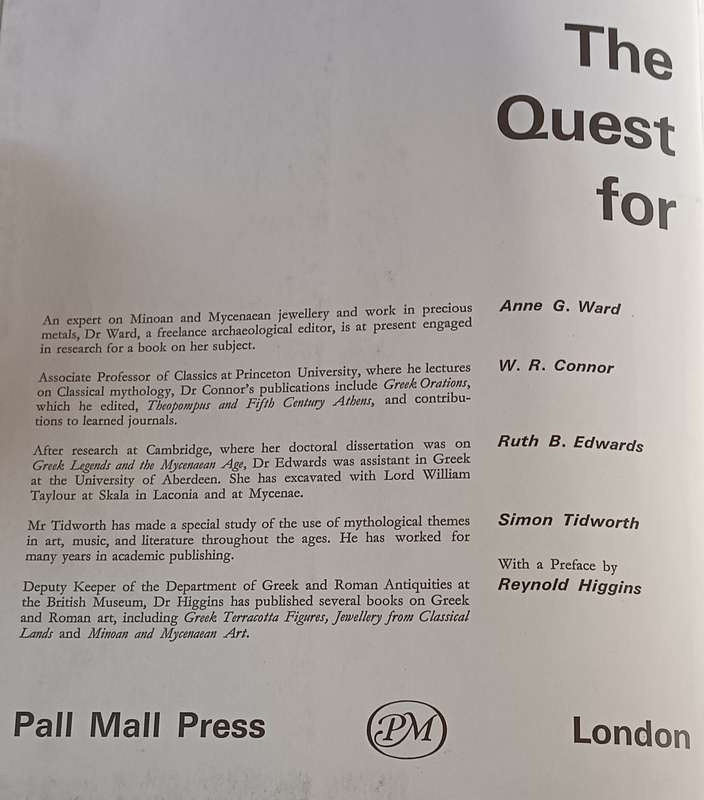 The
Quest
for
An expert on Minoan and Mycenaean jewellery and work in precious
metals, Dr Ward, a freelance archaeological editor, is at present engaged
in research for a book on her subject.
Anne G. Ward
Associate Professor of Classics at Princeton University, where he lectures
on Classical mythology, Dr Connor's publications include Greek Orations,
which he edited, Theopompus and Fifth Century Athens, and contribu-
tions to learned journals.
W. R. Connor
After research at Cambridge, where her doctoral dissertation was on
Greek Legends and the Mycenaean Age, Dr Edwards was assistant in Greek
at the University of Aberdeen. She has excavated with Lord William
Taylour at Skala in Laconia and at Mycenae.
Ruth B. Edwards
Mr Tidworth has made a special study of the use of mythological themes
in art, music, and literature throughout the ages. He has worked for
many years in academic publishing.
Simon Tidworth
With a Preface by
Reynold Higgins
Deputy Keeper of the Department of Greek and Roman Antiquities at
the British Museum, Dr Higgins has published several books on Greek
and Roman art, including Greek Terracotta Figures, Jewellery from Classical
Lands and Minoan and Mycenaean Art.
Pall Mall Press
PM
London